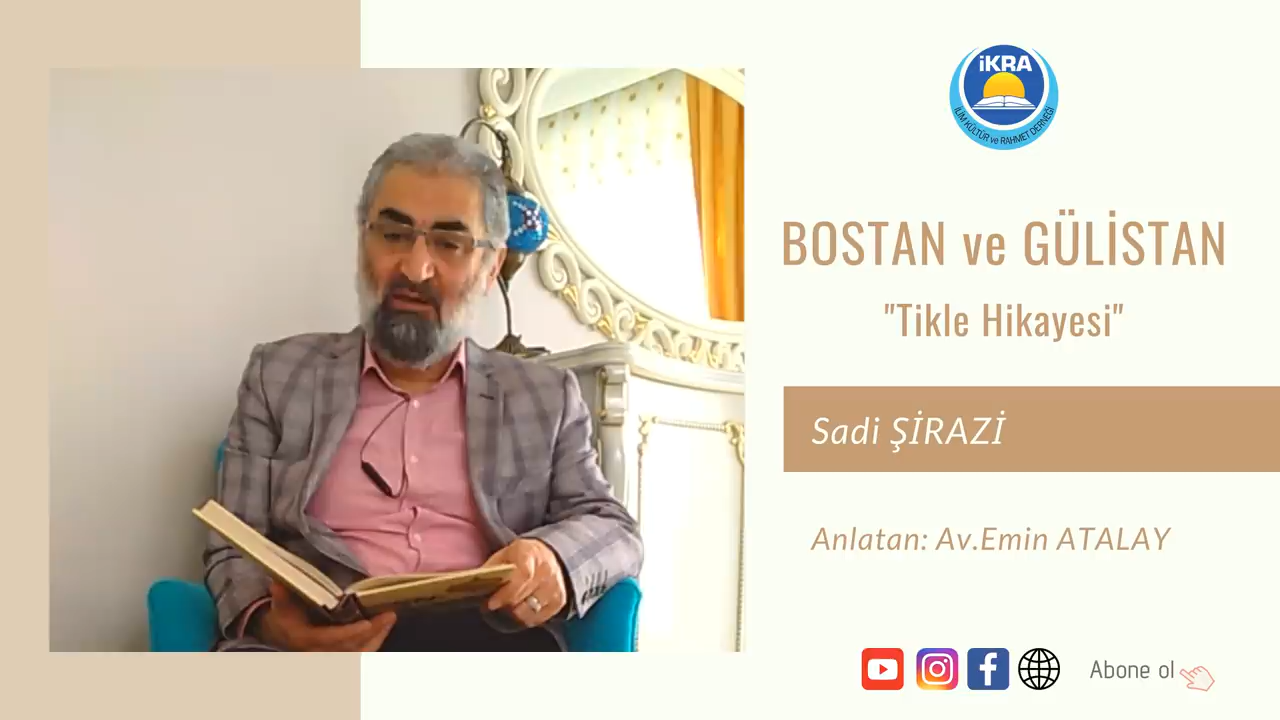 İKRA
İLİM KÜLTÜR ve RAHMET DERNEĞİ
BOSTAN ve GÜLİSTAN
"Tikle Hikayesi"
Sadi ŞİRAZİ
Anlatan: Av.Emin ATALAY
Abone ol